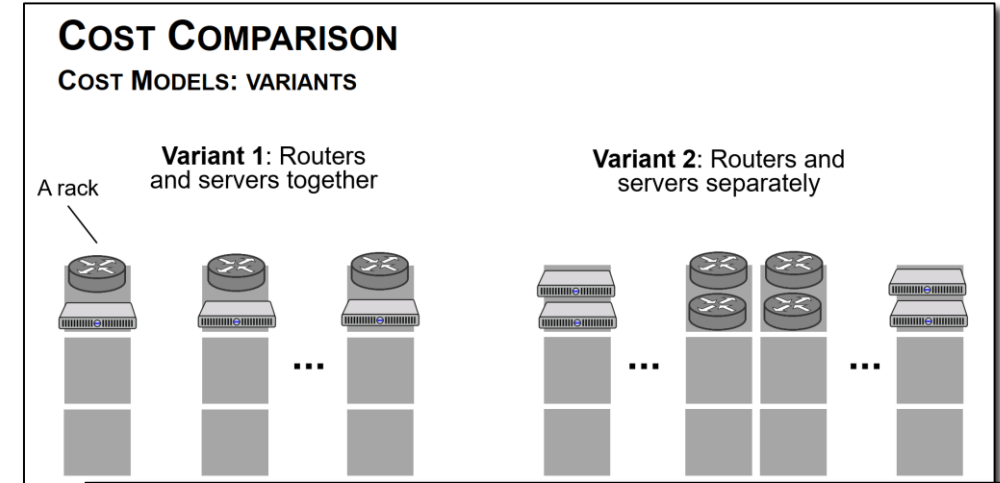 COST COMPARISON
COST MODELS: VARIANTS
Variant 1: Routers
and servers together
A rack
Variant 2: Routers and
servers separately
...
...
...